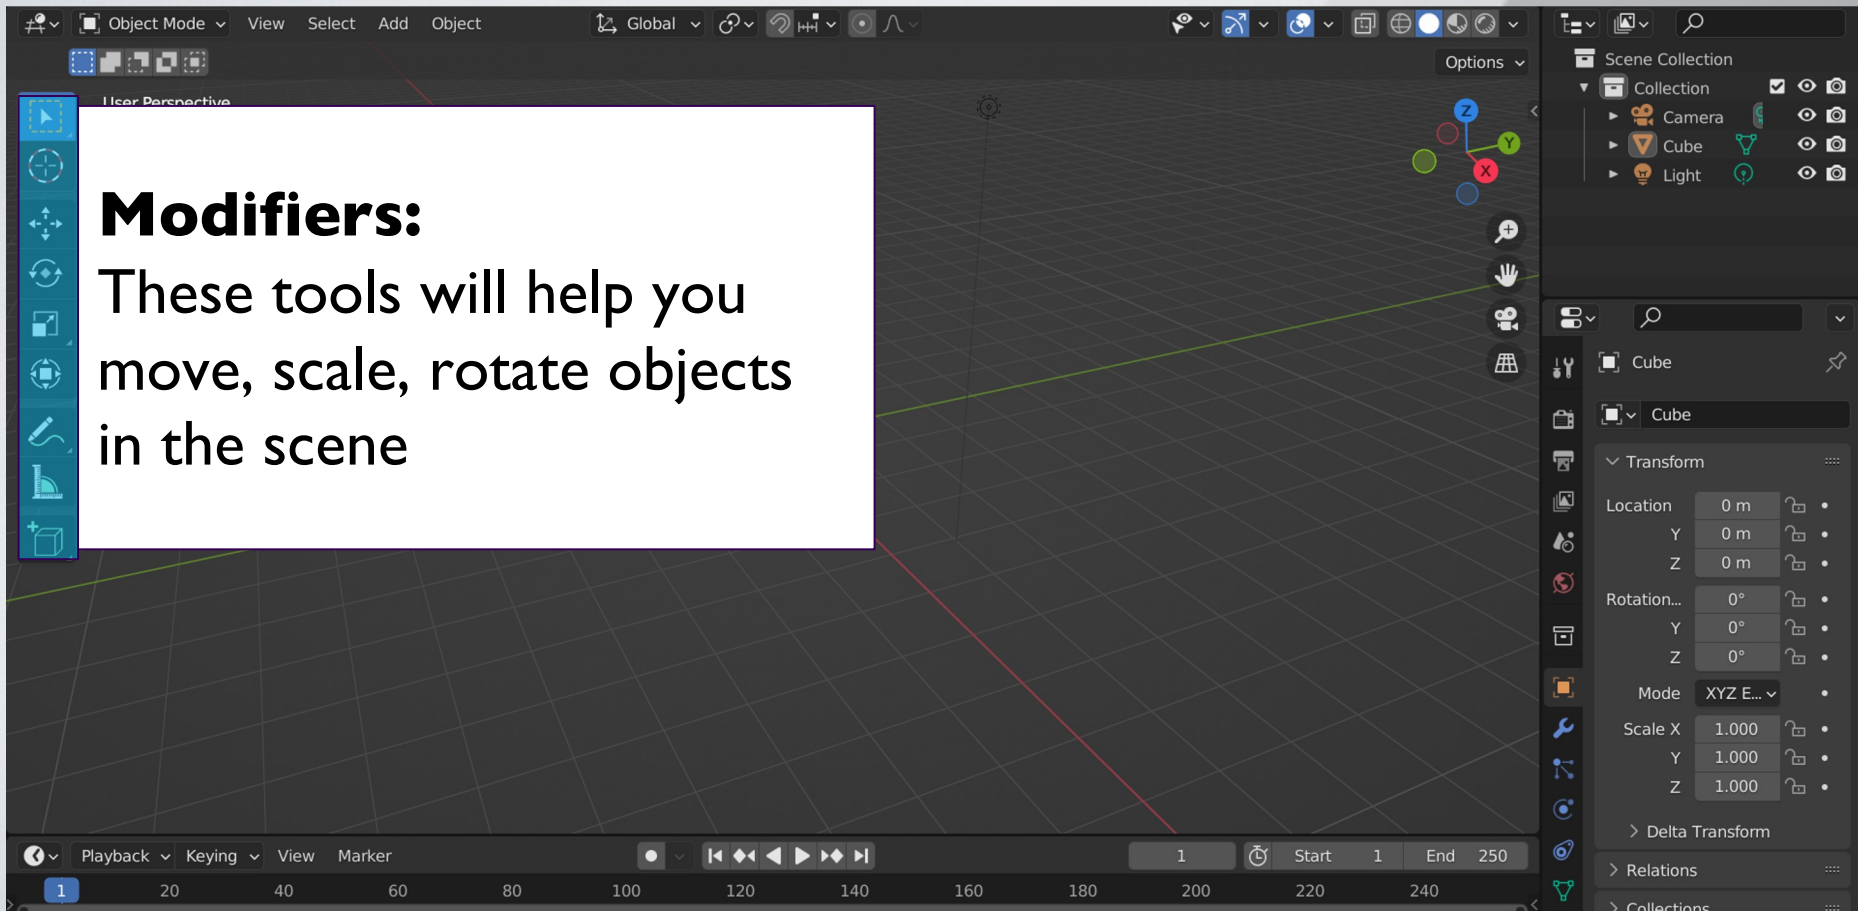 Object Mode View Select Add Object Global
Options
User Perspective
Modifiers:
These tools will help you
move, scale, rotate objects
in the scene
Z
Y
X
Scene Collection
Collection
Camera
Cube
Light
Cube
Cube
Transform
Location 0 m
Y 0 m
Z 0 m
Rotation... 0°
Y 0°
Z 0°
Mode XYZ E...
Scale X 1.000
Y 1.000
Z 1.000
Delta Transform
Relations
Collections
Playback Keying View Marker 1 Start 1 End 250
1 20 40 60 80 100 120 140 160 180 200 220 240